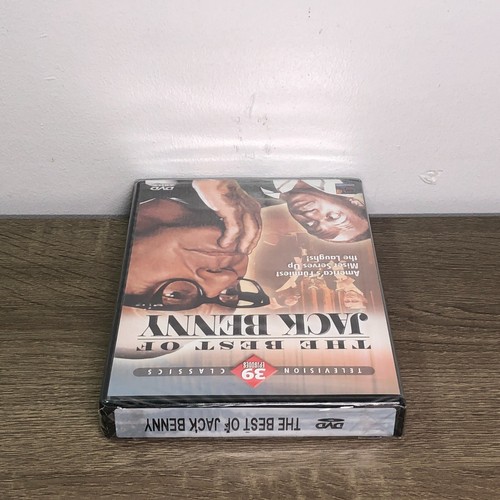 TELEVISION 39 EPISODES CLASSICS
THE BEST OF
JACK BENNY
America's Funniest
Miser Serves Up
the Laughs!
DVD
DVD THE BEST OF JACK BENNY